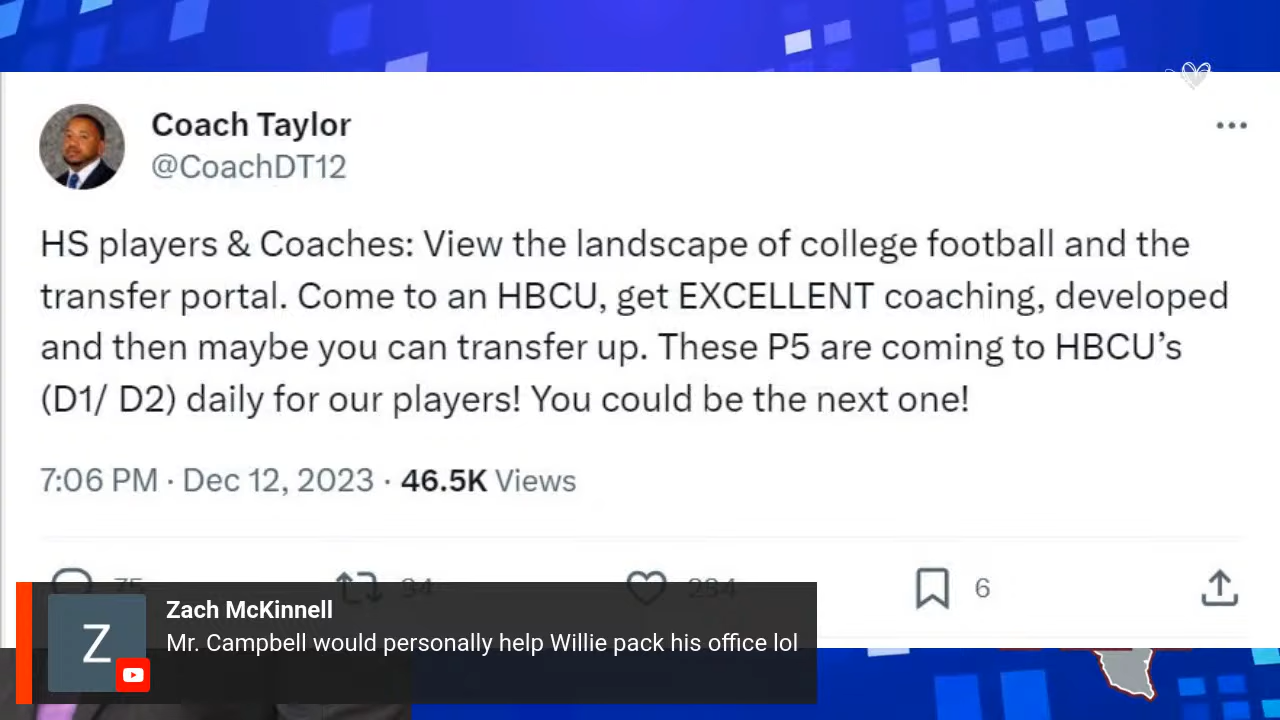 Coach Taylor
@CoachDT12
HS players & Coaches: View the landscape of college football and the
transfer portal. Come to an HBCU, get EXCELLENT coaching, developed
and then maybe you can transfer up. These P5 are coming to HBCU’s
(D1/ D2) daily for our players! You could be the next one!
7:06 PM · Dec 12, 2023 · 46.5K Views
75 34 234 6
Z
Zach McKinnell
Mr. Campbell would personally help Willie pack his office lol